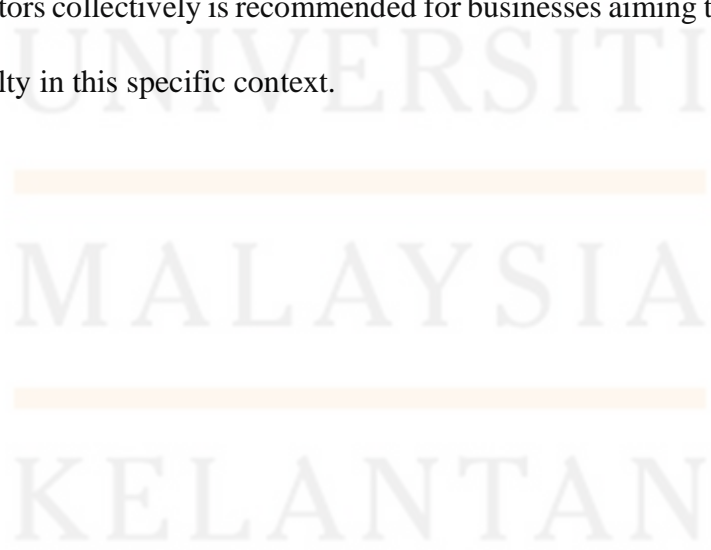 tors collectively is recommended for businesses aiming t
UNIVERSITI
lty in this specific context.
MALAYSIA
KELANTAN